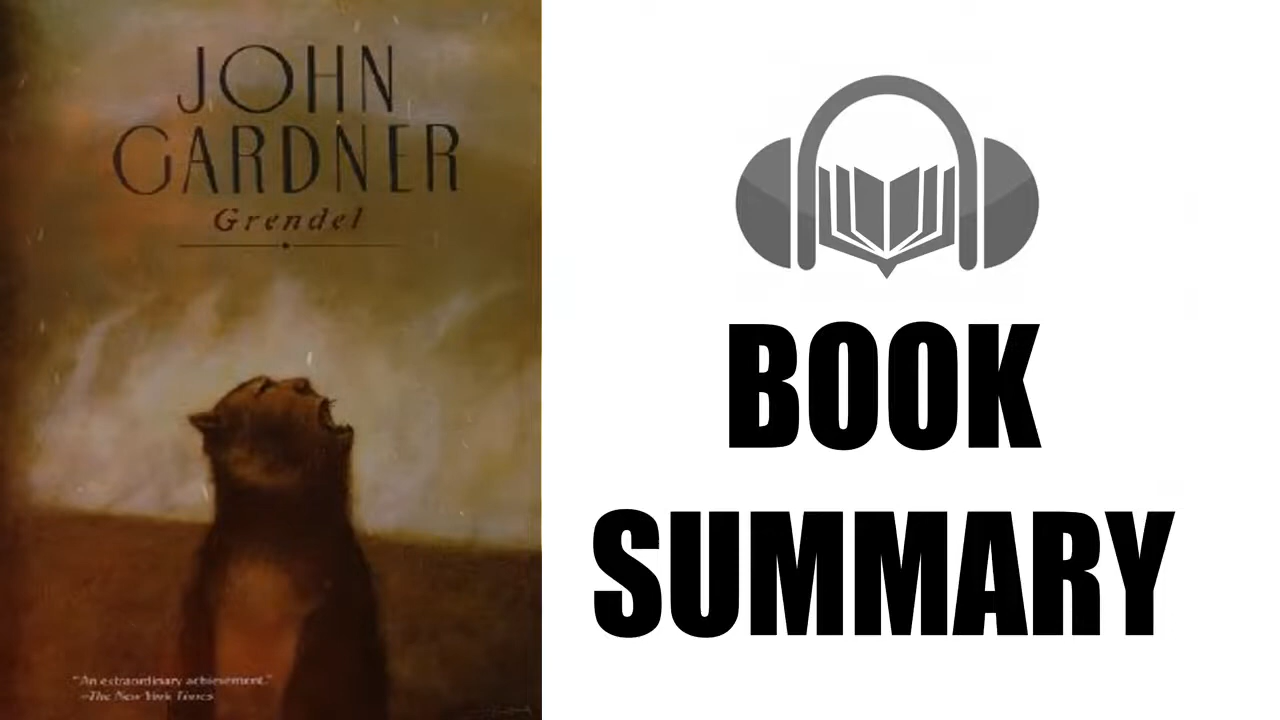 JOHN
GARDNER
Grendel
"An extraordinary achievement."
—The New York Times
BOOK
SUMMARY